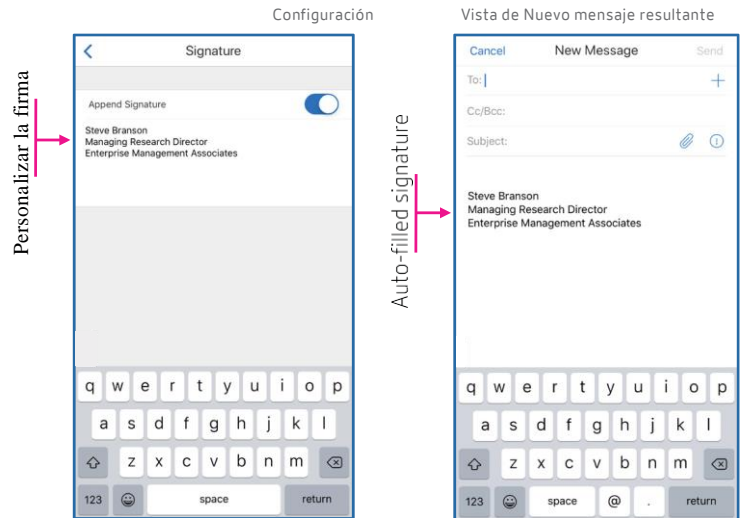 Configuración
Vista de Nuevo mensaje resultante
Personalizar la firma
Signature
Append Signature
Steve Branson
Managing Research Director
Enterprise Management Associates
q w e r t y u i o p
a s d f g h j k l
z x c v b n m
123 space return
Auto-filled signature
Cancel New Message Send
To:
Cc/Bcc:
Subject:
Steve Branson
Managing Research Director
Enterprise Management Associates
q w e r t y u i o p
a s d f g h j k l
z x c v b n m
123 space @ . return